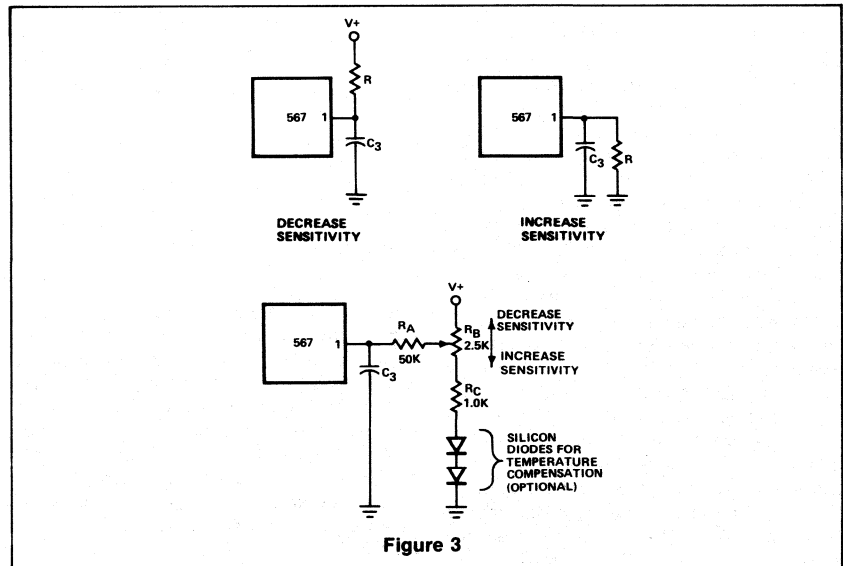 V+
R
567 1
C3
DECREASE
SENSITIVITY
567 1
C3
R
INCREASE
SENSITIVITY
V+
567 1
RA
50K
C3
RB
2.5K
DECREASE
SENSITIVITY
INCREASE
SENSITIVITY
RC
1.0K
SILICON
DIODES FOR
TEMPERATURE
COMPENSATION
(OPTIONAL)
Figure 3